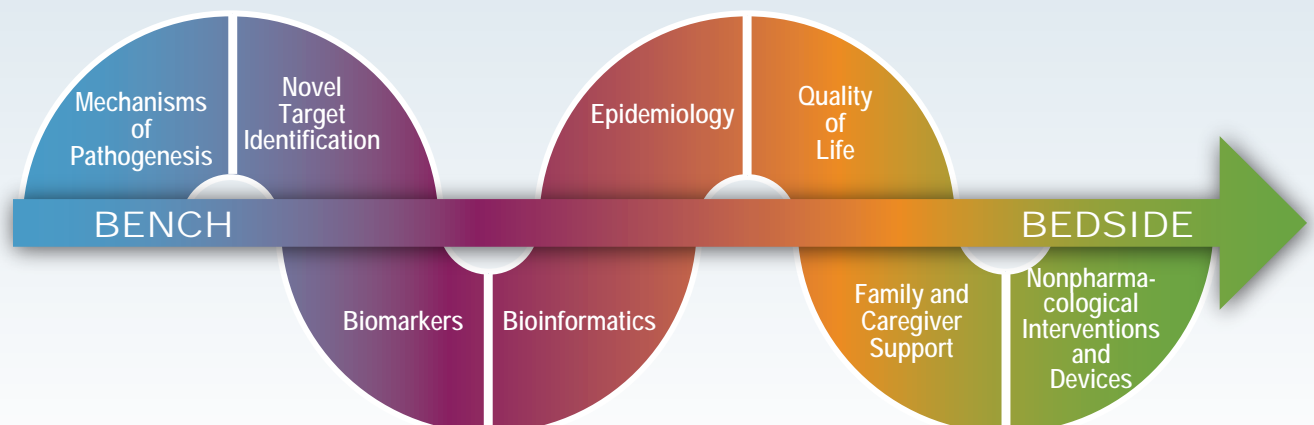 Mechanisms
of
Pathogenesis
Novel
Target
Identification
Epidemiology
Quality
of
Life
BENCH
BEDSIDE
Biomarkers
Bioinformatics
Family and
Caregiver
Support
Nonpharma-
cological
Interventions
and
Devices